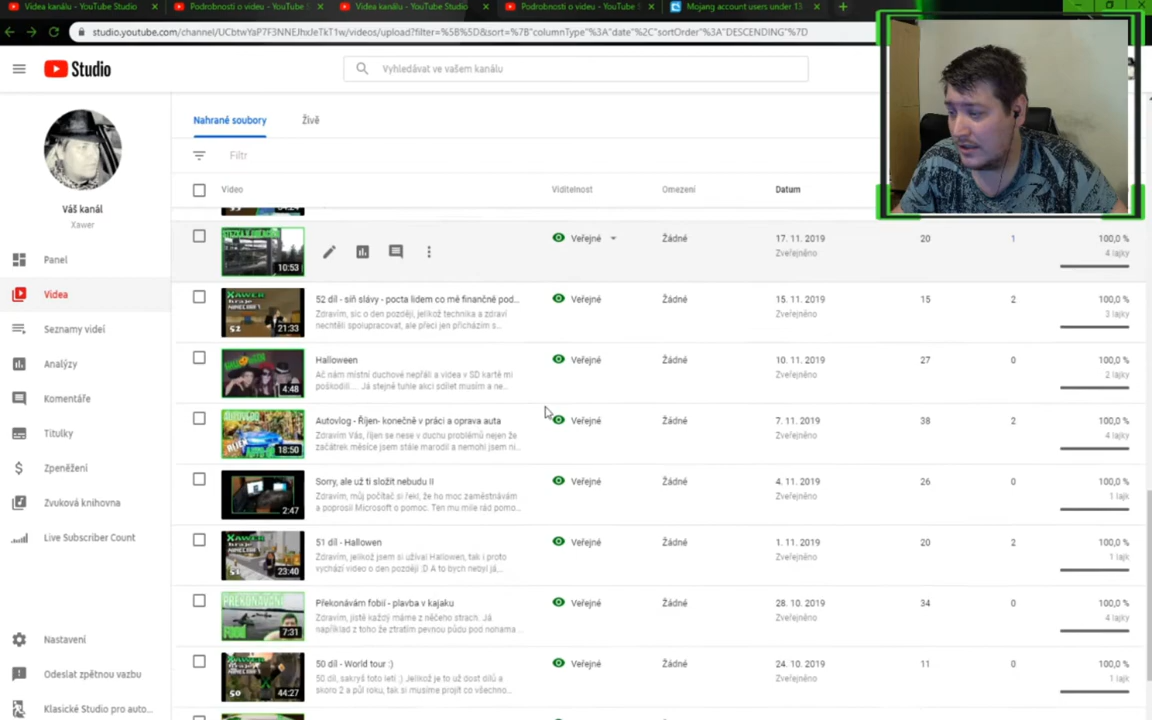 Videa kanálu - YouTube Studio
Podrobnosti o videu - YouTube S
Videa kanálu - YouTube Studio
Podrobnosti o videu - YouTube S
Mojang account users under 13
studio.youtube.com/channel/UCbtwYaP7F3NNEJhxJeTkT1w/videos/upload?filter=%5B%5D&sort=%7B"columnType"%3A"date"%2C"sortOrder"%3A"DESCENDING"%7D
Studio
Vyhledávat ve vašem kanálu
Váš kanál
Xawer
Panel
Videa
Seznamy videí
Analýzy
Komentáře
Titulky
Zpeněžení
Zvuková knihovna
Live Subscriber Count
Nastavení
Odeslat zpětnou vazbu
Klasické Studio pro auto...
Nahrané soubory
Živě
Filtr
Video
Viditelnost
Omezení
Datum
10:53
Veřejné
Žádné
17. 11. 2019
Zveřejněno
20
1
100,0 %
4 lajky
XAWER
52
21:33
52 díl - síň slávy - pocta lidem co mě finančně pod...
Zdravím, sic o den později, jelikož technika a zdraví
nechtěli spolupracovat, ale přeci jen přicházím s...
Veřejné
Žádné
15. 11. 2019
Zveřejněno
15
2
100,0 %
3 lajky
4:48
Halloween
Ač nám místní duchové nepřáli a videa v SD kartě mi
poškodili... Já stejně tuhle akci sdílet musím a ne...
Veřejné
Žádné
10. 11. 2019
Zveřejněno
27
0
100,0 %
2 lajky
18:50
Autovlog - Říjen- konečně v práci a oprava auta
Zdravím Vás, říjen se nese v duchu problémů nejen že
začátrek měsíce jsem stále marodil a nemohl jsem ni...
Veřejné
Žádné
7. 11. 2019
Zveřejněno
38
2
100,0 %
4 lajky
2:47
Sorry, ale už ti složit nebudu II
Zdravím, můj počítač si řekl, že ho moc zaměstnávám
a poprosil Microsoft o pomoc. Ten mu mile rád pomo...
Veřejné
Žádné
4. 11. 2019
Zveřejněno
26
0
100,0 %
1 lajk
XAWER
23:40
51 díl - Hallowen
Zdravím, jelikož jsem si užíval Hallowen, tak i proto
vychází video o den později :D A to bych nebyl já,...
Veřejné
Žádné
1. 11. 2019
Zveřejněno
20
2
100,0 %
1 lajk
PŘEKONÁVÁNÍ
FOBIÍ
7:31
Překonávám fobii - plavba v kajaku
Zdravím, jistě každý máme z něčeno strach. Já
například z toho že ztratím pevnou půdu pod nohama...
Veřejné
Žádné
28. 10. 2019
Zveřejněno
34
0
100,0 %
4 lajky
XAWER
50
44:27
50 díl - World tour :)
50 díl, sakryš toto letí :) Jelikož je to už dost dílů a
skoro 2 a půl roku, tak si musíme projít co všechno...
Veřejné
Žádné
24. 10. 2019
Zveřejněno
11
0
100,0 %
1 lajk